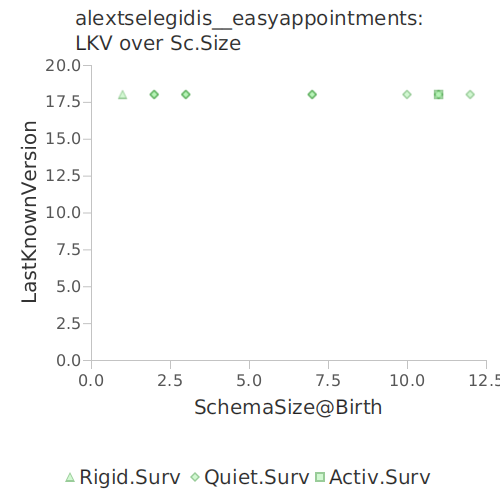 alextselegidis__easyappointments:
LKV over Sc.Size
20.0
17.5
15.0
12.5
10.0
7.5
5.0
2.5
0.0
LastKnownVersion
0.0 2.5 5.0 7.5 10.0 12.5
SchemaSize@Birth
Rigid.Surv Quiet.Surv Activ.Surv